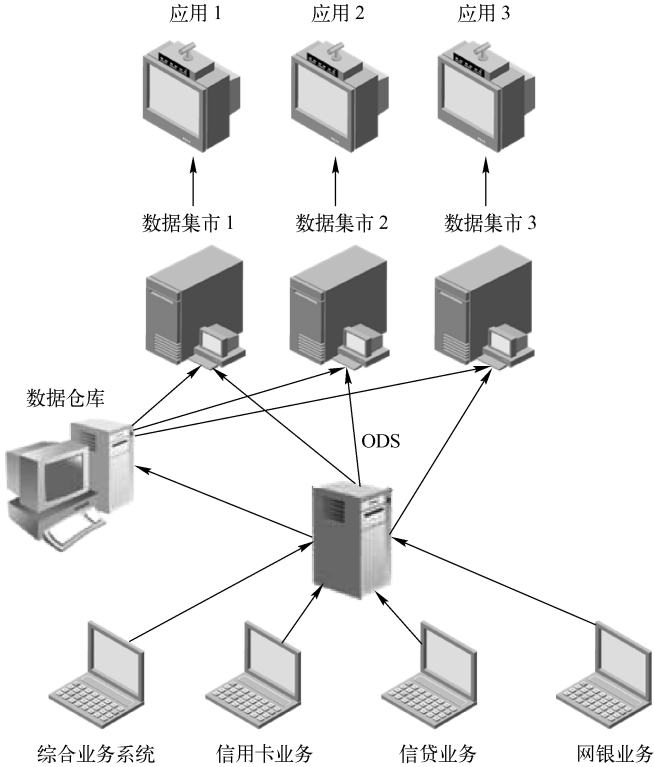 应用 1
应用 2
应用 3
数据集市 1
数据集市 2
数据集市 3
数据仓库
ODS
综合业务系统
信用卡业务
信贷业务
网银业务